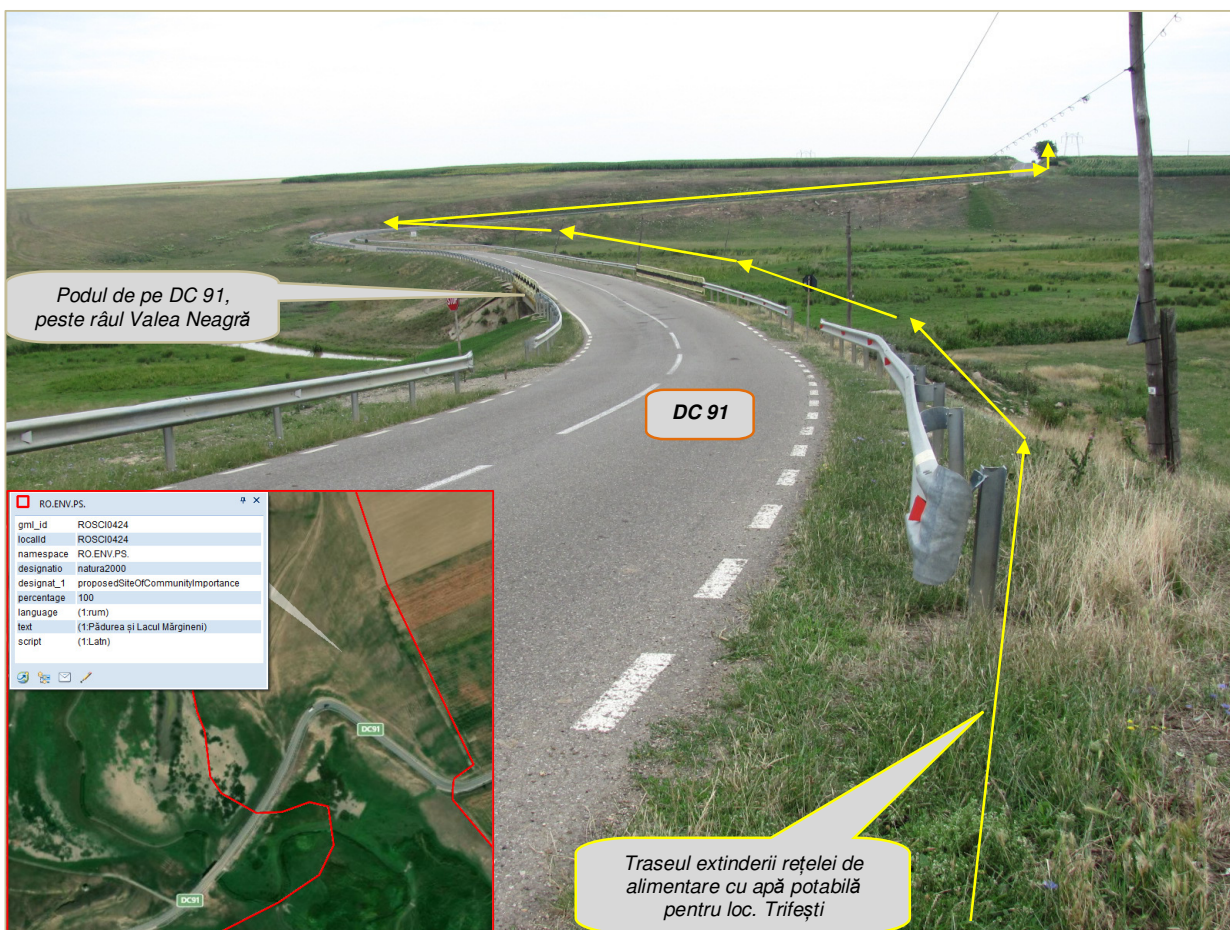 Podul de pe DC 91,
peste râul Valea Neagră
STOP
DC 91
RO.ENV.PS.
gml_id ROSCI0424
localId ROSCI0424
namespace RO.ENV.PS.
designatio natura2000
designat_1 proposedSiteOfCommunityImportance
percentage 100
language (1:rum)
text (1:Pădurea și Lacul Mărgineni)
script (1:Latn)
DC91
DC91
Traseul extinderii rețelei de
alimentare cu apă potabilă
pentru loc. Trifești